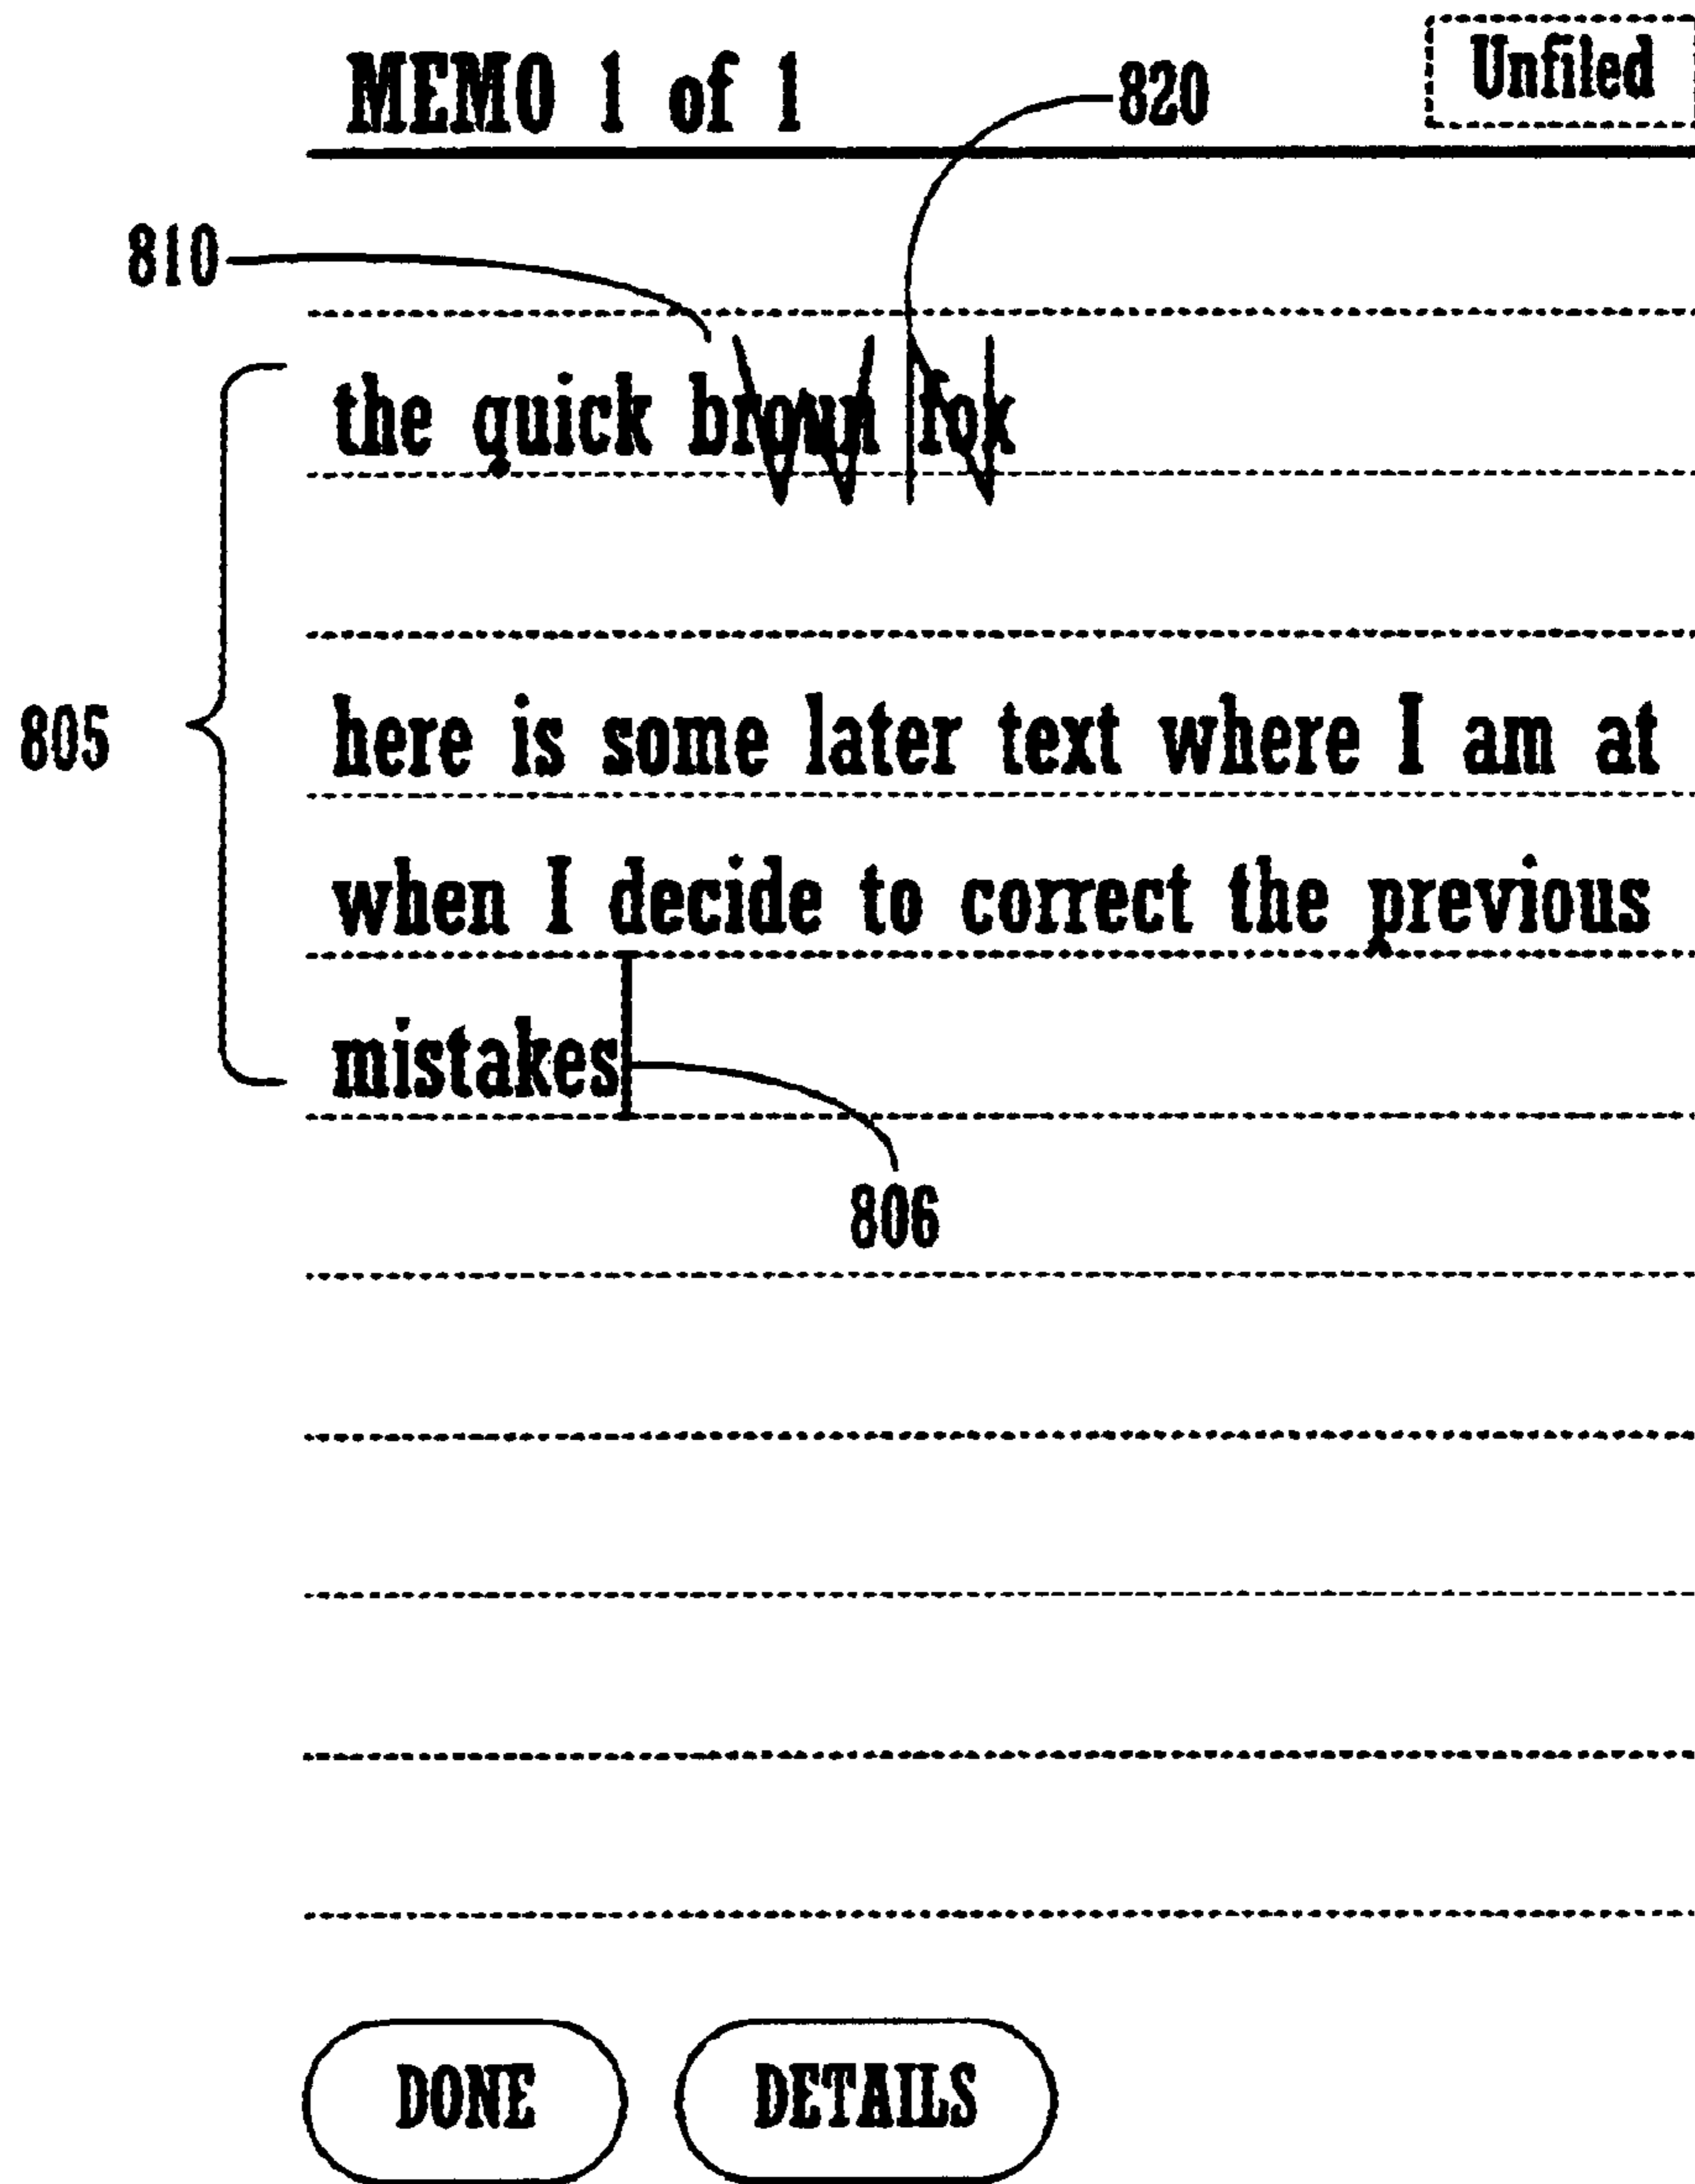 MEMO 1 of 1
820
Unfiled
810
W N
the quick broun fox
805
here is some later text where I am at
when I decide to correct the previous
mistakes
806
DONE
DETAILS